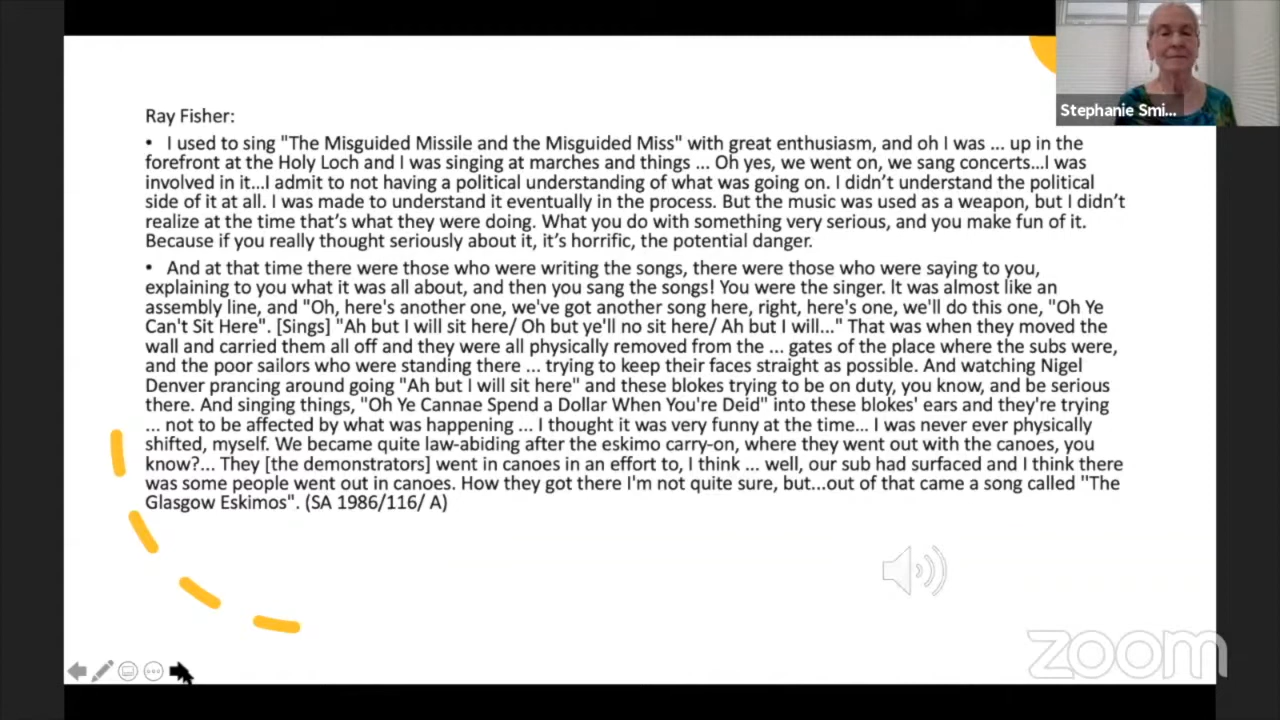 Stephanie Smi...
Ray Fisher:
• I used to sing "The Misguided Missile and the Misguided Miss" with great enthusiasm, and oh I was ... up in the
forefront at the Holy Loch and I was singing at marches and things ... Oh yes, we went on, we sang concerts...I was
involved in it...I admit to not having a political understanding of what was going on. I didn’t understand the political
side of it at all. I was made to understand it eventually in the process. But the music was used as a weapon, but I didn’t
realize at the time that’s what they were doing. What you do with something very serious, and you make fun of it.
Because if you really thought seriously about it, it’s horrific, the potential danger.
• And at that time there were those who were writing the songs, there were those who were saying to you,
explaining to you what it was all about, and then you sang the songs! You were the singer. It was almost like an
assembly line, and "Oh, here's another one, we've got another song here, right, here's one, we'll do this one, "Oh Ye
Can't Sit Here". [Sings] "Ah but I will sit here/ Oh but ye'll no sit here/ Ah but I will..." That was when they moved the
wall and carried them all off and they were all physically removed from the ... gates of the place where the subs were,
and the poor sailors who were standing there ... trying to keep their faces straight as possible. And watching Nigel
Denver prancing around going "Ah but I will sit here" and these blokes trying to be on duty, you know, and be serious
there. And singing things, "Oh Ye Cannae Spend a Dollar When You're Deid" into these blokes' ears and they're trying
... not to be affected by what was happening ... I thought it was very funny at the time... I was never ever physically
shifted, myself. We became quite law-abiding after the eskimo carry-on, where they went out with the canoes, you
know?... They [the demonstrators] went in canoes in an effort to, I think ... well, our sub had surfaced and I think there
was some people went out in canoes. How they got there I'm not quite sure, but...out of that came a song called "The
Glasgow Eskimos". (SA 1986/116/ A)
zoom